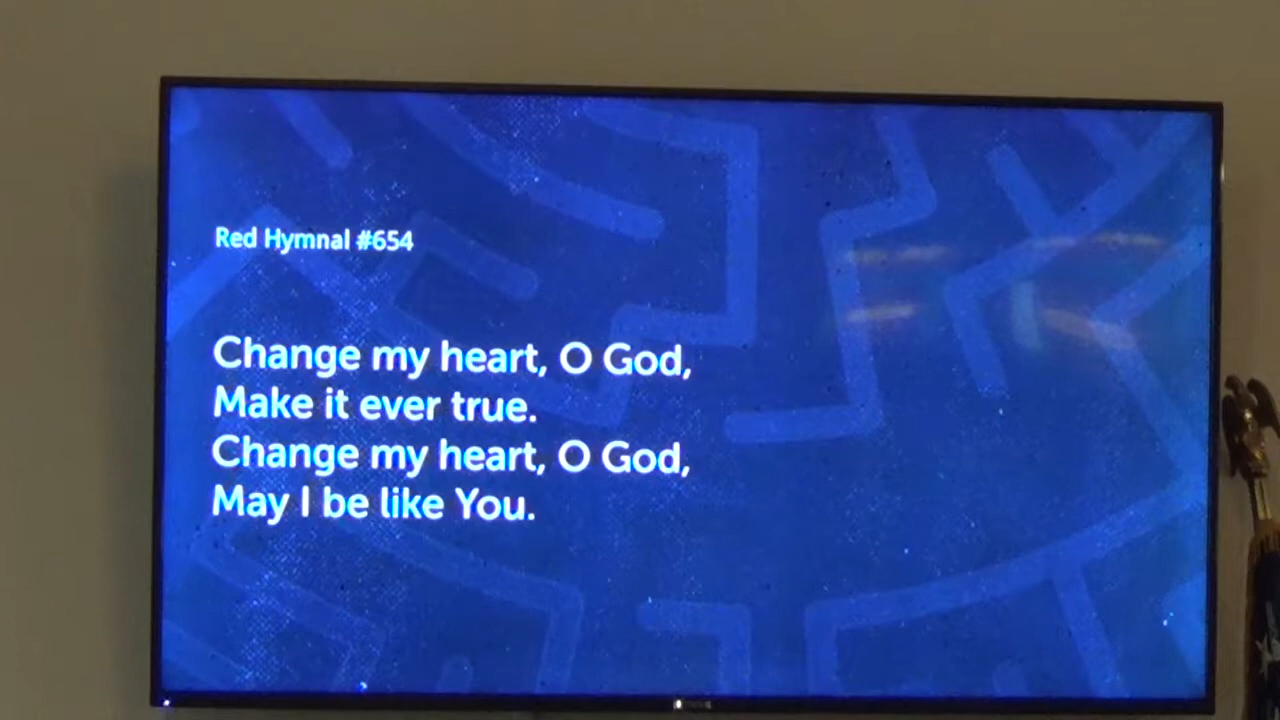 Red Hymnal #654
Change my heart, O God,
Make it ever true.
Change my heart, O God,
May I be like You.